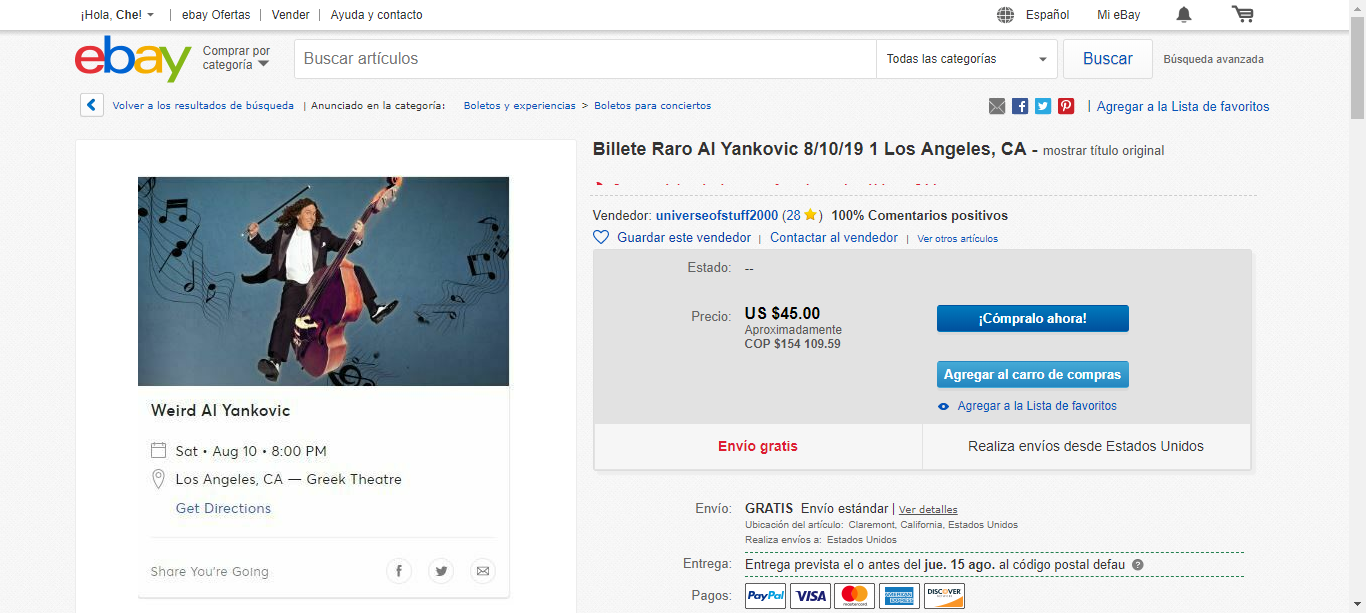 ¡Hola, Che!
ebay Ofertas
Vender
Ayuda y contacto
Español
Mi eBay
ebay
Comprar por
categoría
Buscar artículos
Todas las categorías
Buscar
Búsqueda avanzada
Volver a los resultados de búsqueda | Anunciado en la categoría: Boletos y experiencias > Boletos para conciertos
| Agregar a la Lista de favoritos
Weird Al Yankovic
Sat • Aug 10 • 8:00 PM
Los Angeles, CA — Greek Theatre
Get Directions
Share You're Going
Billete Raro Al Yankovic 8/10/19 1 Los Angeles, CA - mostrar título original
Vendedor: universeofstuff2000 (28 ) 100% Comentarios positivos
Guardar este vendedor | Contactar al vendedor | Ver otros artículos
Estado: --
Precio: US $45.00
Aproximadamente
COP $154 109.59
¡Cómpralo ahora!
Agregar al carro de compras
Agregar a la Lista de favoritos
Envío gratis
Realiza envíos desde Estados Unidos
Envío: GRATIS Envío estándar | Ver detalles
Ubicación del artículo: Claremont, California, Estados Unidos
Realiza envíos a: Estados Unidos
Entrega: Entrega prevista el o antes del jue. 15 ago. al código postal defau
Pagos: PayPal VISA mastercard AMERICAN EXPRESS DISCOVER